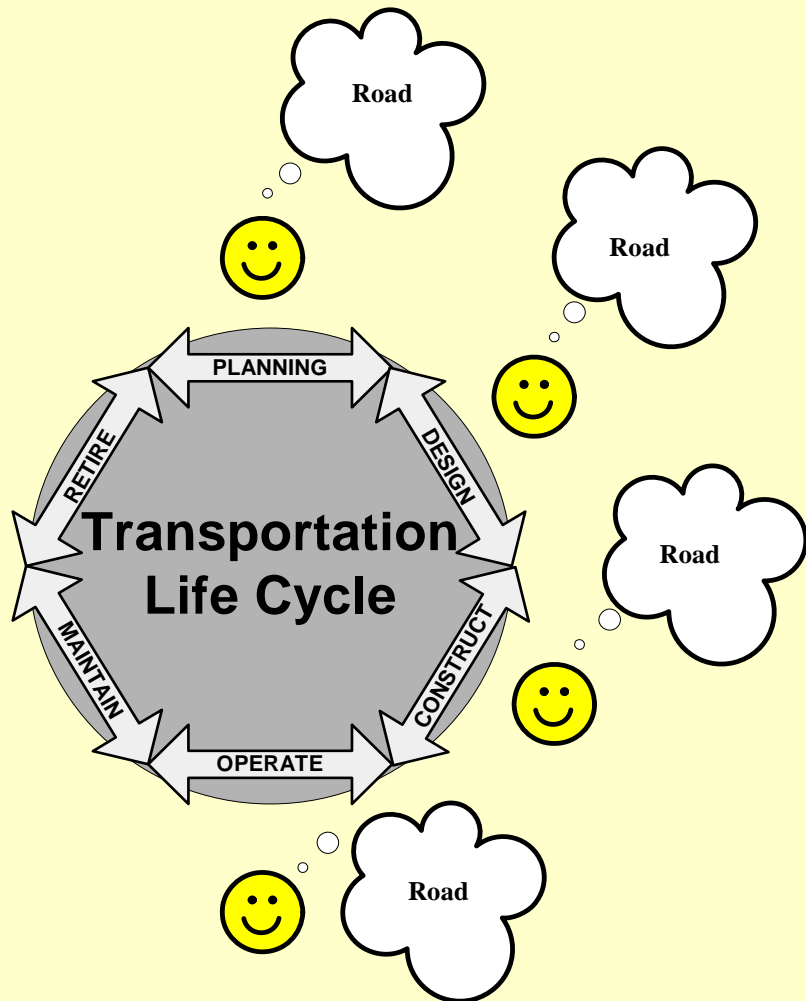 Road
Road
PLANNING
RETIRE
DESIGN
Transportation
Life Cycle
Road
MAINTAIN
CONSTRUCT
OPERATE
Road